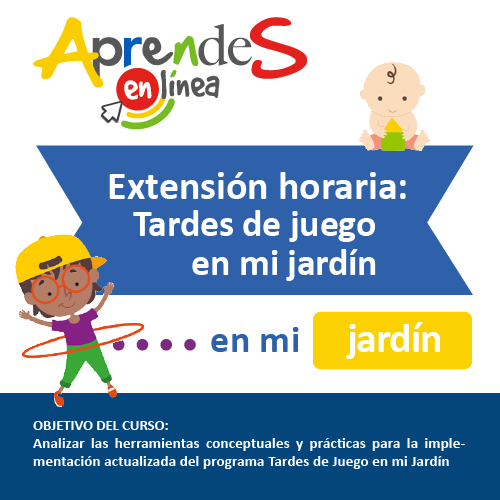 AprendeS
en línea
Extensión horaria:
Tardes de juego
en mi jardín
en mi jardín
OBJETIVO DEL CURSO:
Analizar las herramientas conceptuales y prácticas para la imple-
mentación actualizada del programa Tardes de Juego en mi Jardín